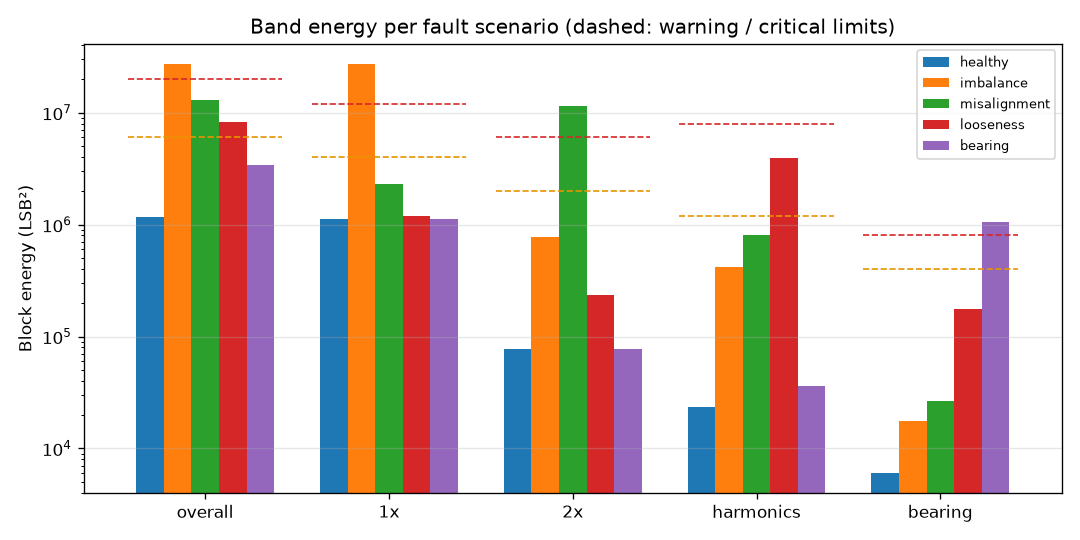 Band energy per fault scenario (dashed: warning / critical limits)
Block energy (LSB²)
10⁷
10⁶
10⁵
10⁴
healthy
imbalance
misalignment
looseness
bearing
overall
1x
2x
harmonics
bearing